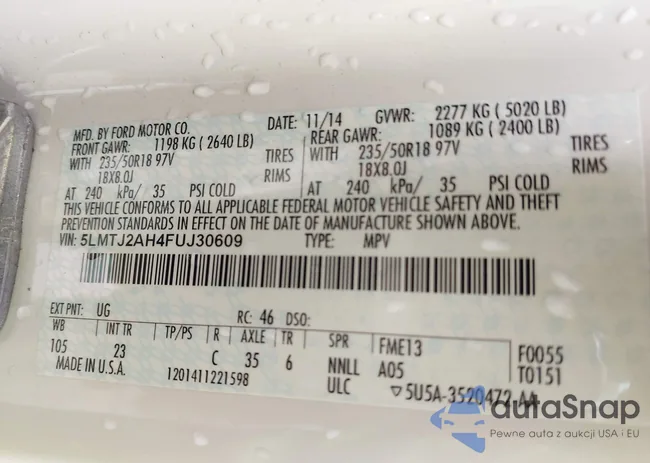 MFD. BY FORD MOTOR CO. DATE: 11/14 GVWR: 2277 KG ( 5020 LB)
FRONT GAWR: 1198 KG ( 2640 LB) REAR GAWR: 1089 KG ( 2400 LB)
WITH 235/50R18 97V TIRES WITH 235/50R18 97V TIRES
18X8.0J RIMS 18X8.0J RIMS
AT 240 kPa/ 35 PSI COLD AT 240 kPa/ 35 PSI COLD
THIS VEHICLE CONFORMS TO ALL APPLICABLE FEDERAL MOTOR VEHICLE SAFETY AND THEFT
PREVENTION STANDARDS IN EFFECT ON THE DATE OF MANUFACTURE SHOWN ABOVE.
VIN: 5LMTJ2AH4FUJ30609 TYPE: MPV
EXT PNT: UG RC: 46 DSO:
WB INT TR TP/PS R AXLE TR SPR FME13 F0055
105 23 C 35 6 NNLL A05 T0151
MADE IN U.S.A. 1201411221598 ULC ▽5U5A-3520472-AA
autaSnap
Pewne auta z aukcji USA i EU